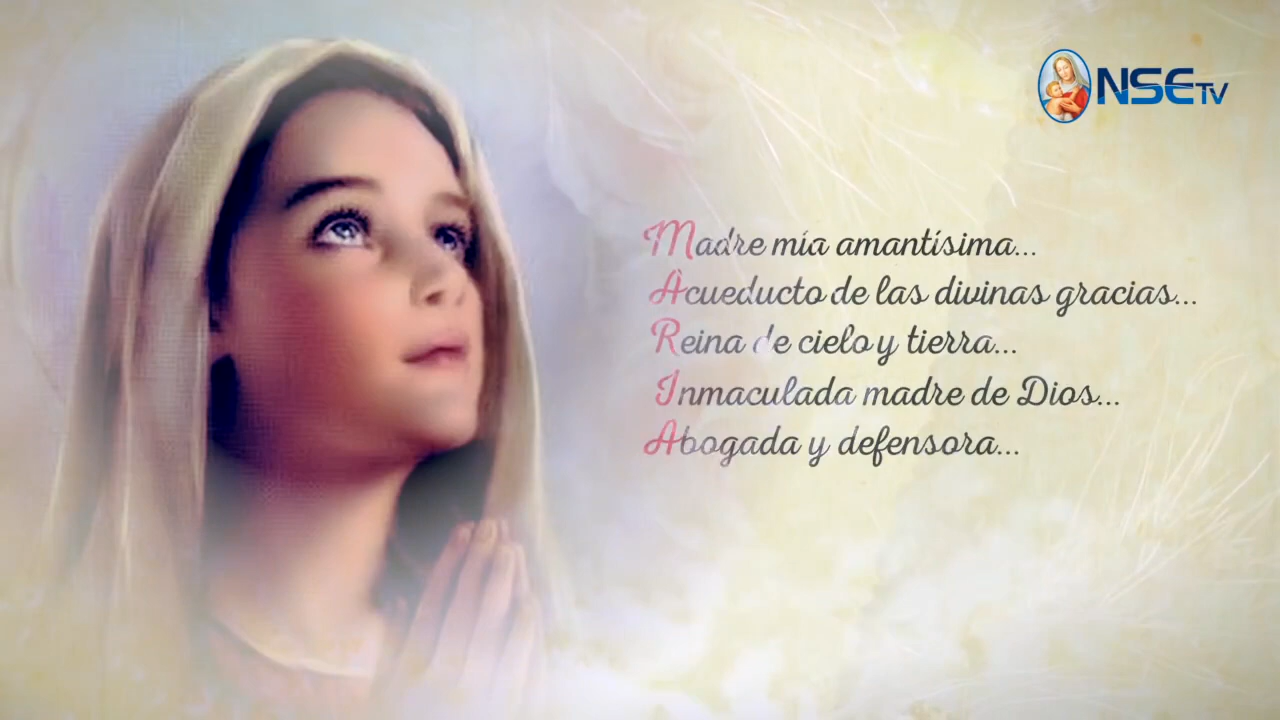 NSETV
Madre mía amantísima...
Acueducto de las divinas gracias...
Reina de cielo y tierra...
Inmaculada madre de Dios...
Abogada y defensora...